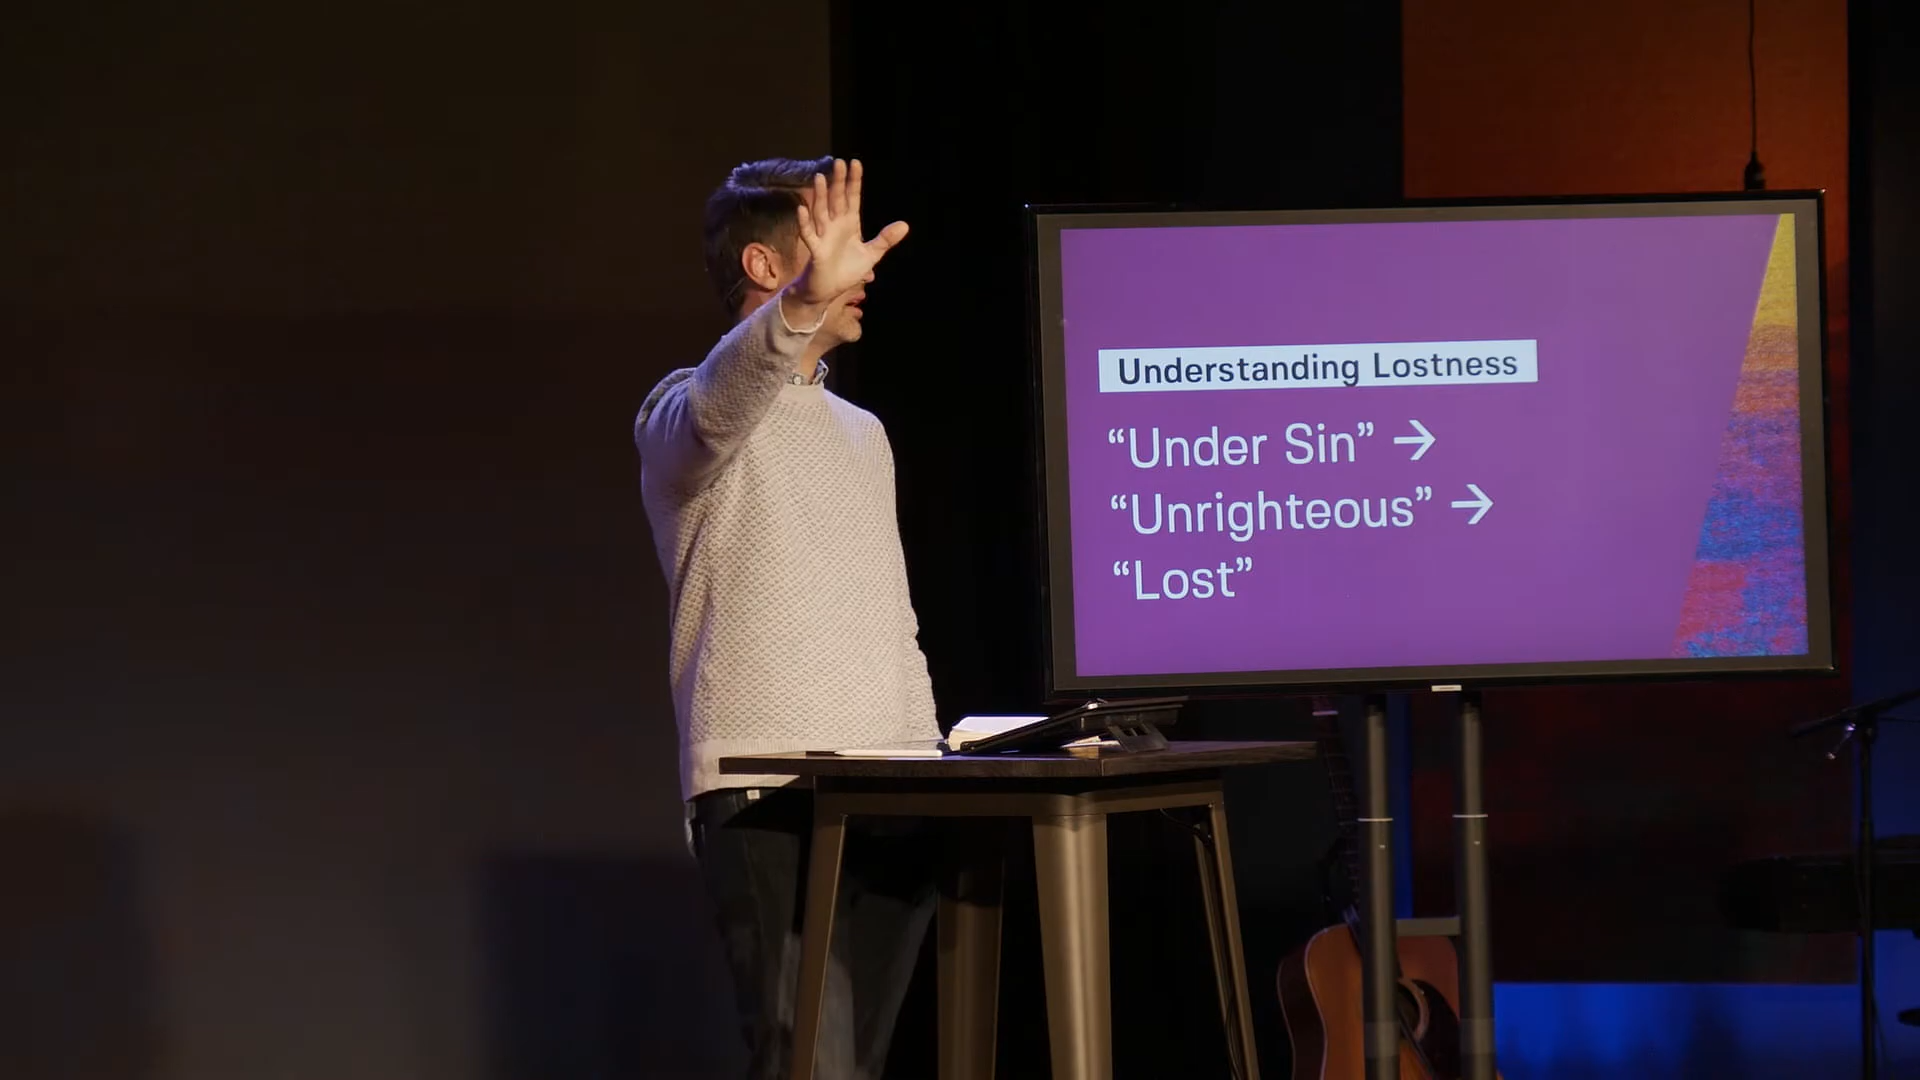 Understanding Lostness
“Under Sin” →
“Unrighteous” →
“Lost”